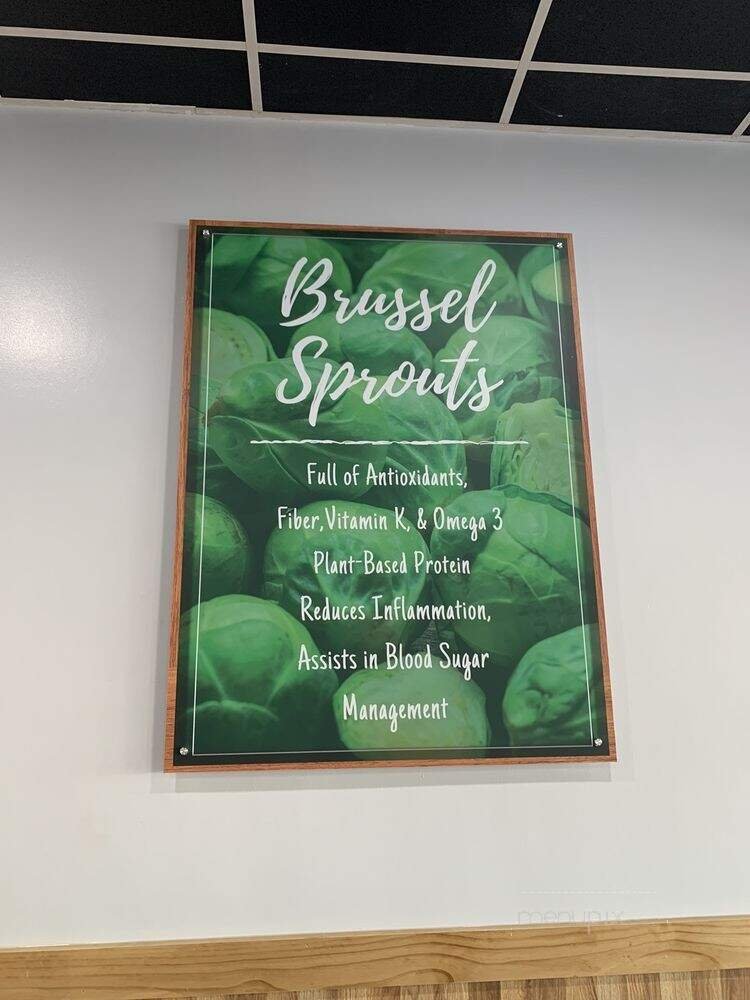 Brussel
Sprouts
Full of Antioxidants,
Fiber, Vitamin K, & Omega 3
Plant-Based Protein
Reduces Inflammation,
Assists in Blood Sugar
Management